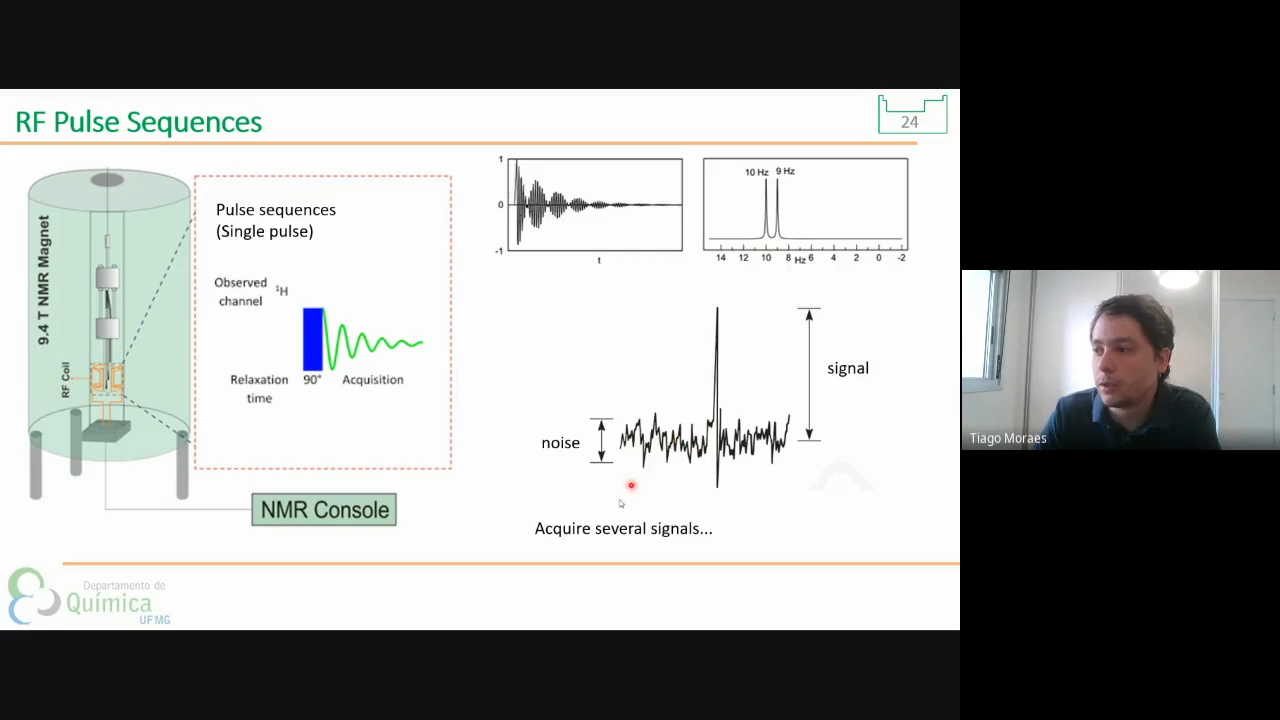 RF Pulse Sequences
24
9.4 T NMR Magnet
RF Coil
Pulse sequences
(Single pulse)
Observed
channel
¹H
Relaxation
time
90°
Acquisition
NMR Console
1
0
-1
t
10 Hz
9 Hz
14 12 10 8 Hz 6 4 2 0 -2
noise
signal
Acquire several signals...
Departamento de
Química
UFMG
Tiago Moraes